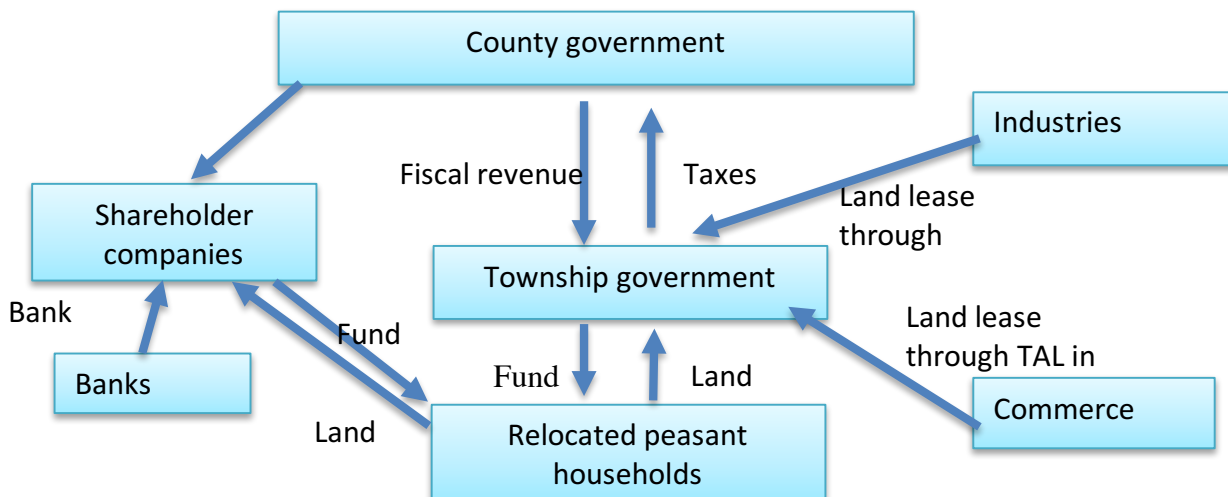 County government
Industries
Fiscal revenue
Taxes
Land lease
through
Shareholder
companies
Township government
Bank
Fund
Land lease
through TAL in
Banks
Fund
Land
Commerce
Land
Relocated peasant
households